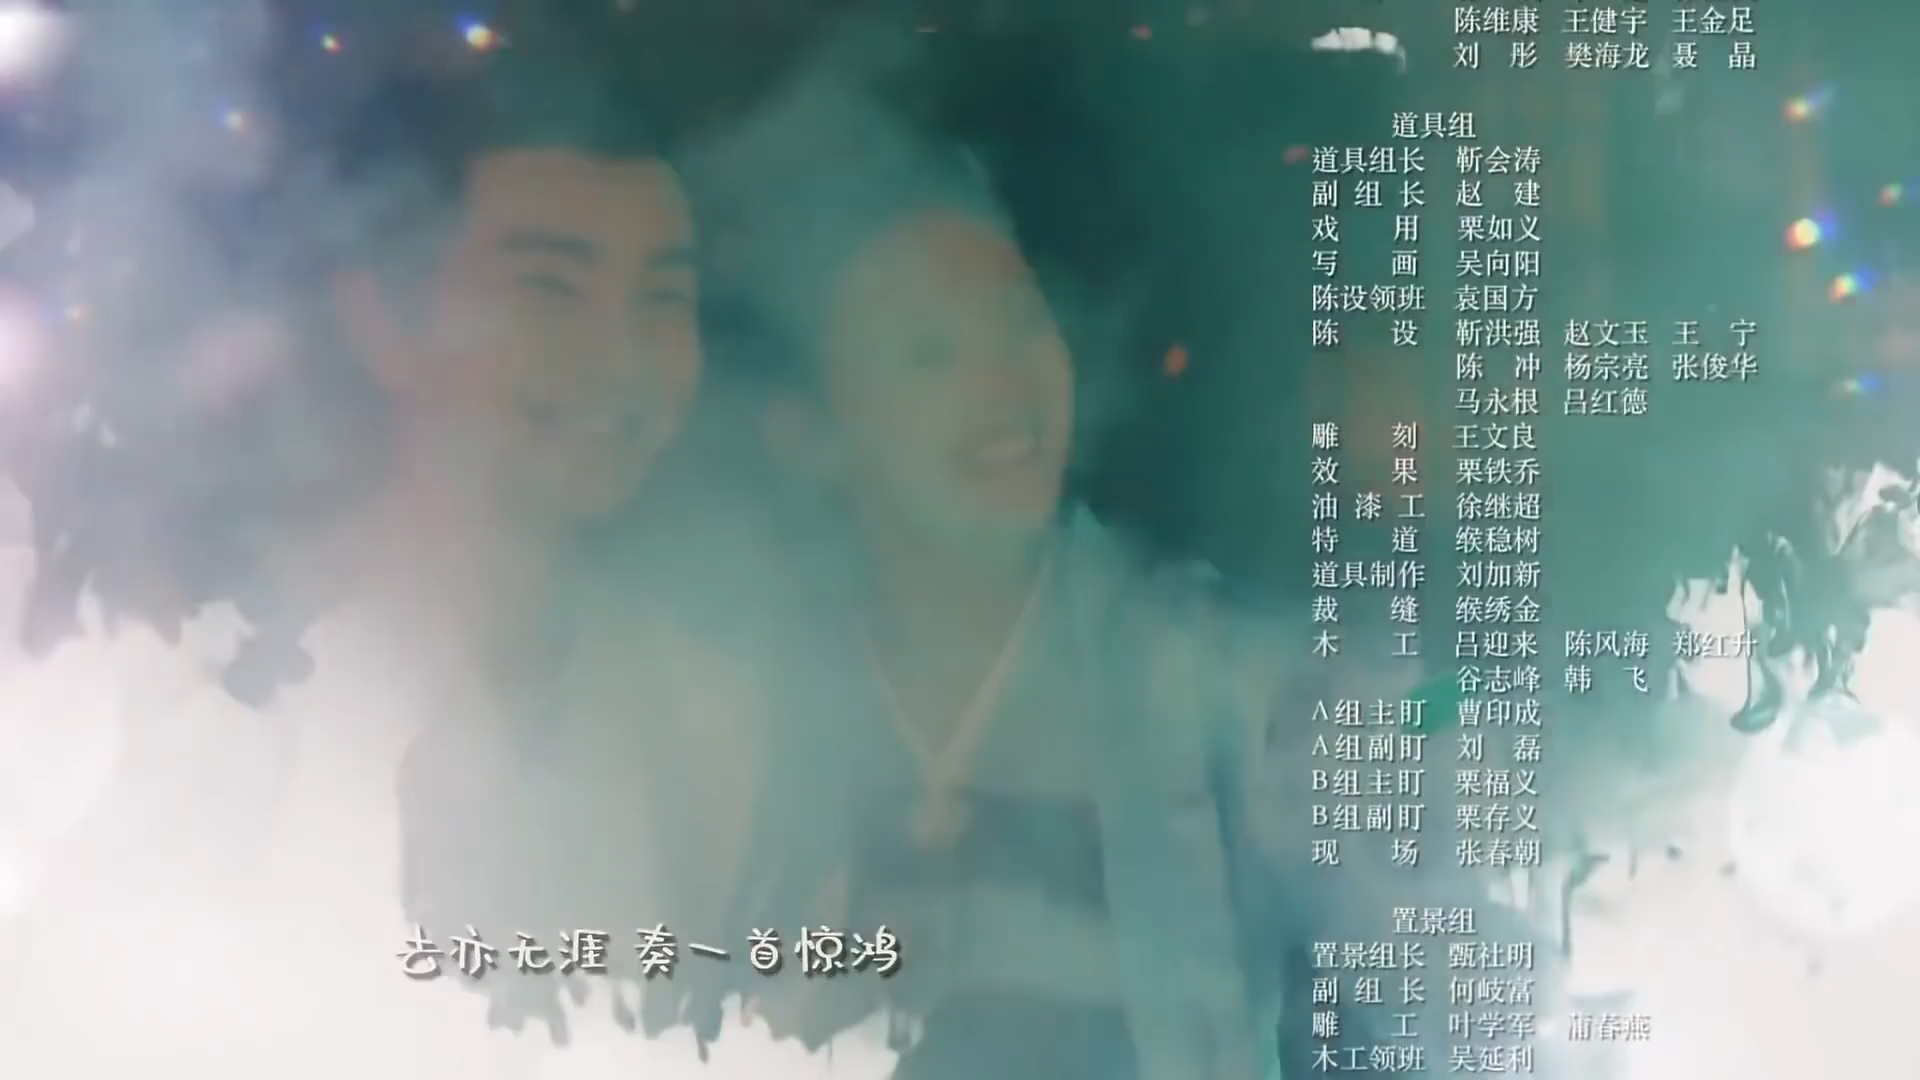 陈维康 王健宇 王金足
刘彤 樊海龙 聂晶
道具组
道具组长 靳会涛
副组长 赵建
戏用 栗如义
写画 吴向阳
陈设领班 袁国方
陈设 靳洪强 赵文玉 王宁
陈冲 杨宗亮 张俊华
马永根 吕红德
雕刻 王文良
效果 栗铁乔
油漆工 徐继超
特道 缑稳树
道具制作 刘加新
裁缝 缑绣金
木工 吕迎来 陈风海 郑红升
谷志峰 韩飞
A组主盯 曹印成
A组副盯 刘磊
B组主盯 栗福义
B组副盯 栗存义
现场 张春朝
置景组
置景组长 甄社明
副组长 何岐富
雕工 叶学军 蒲春燕
木工领班 吴延利
去亦无涯 奏一首惊鸿